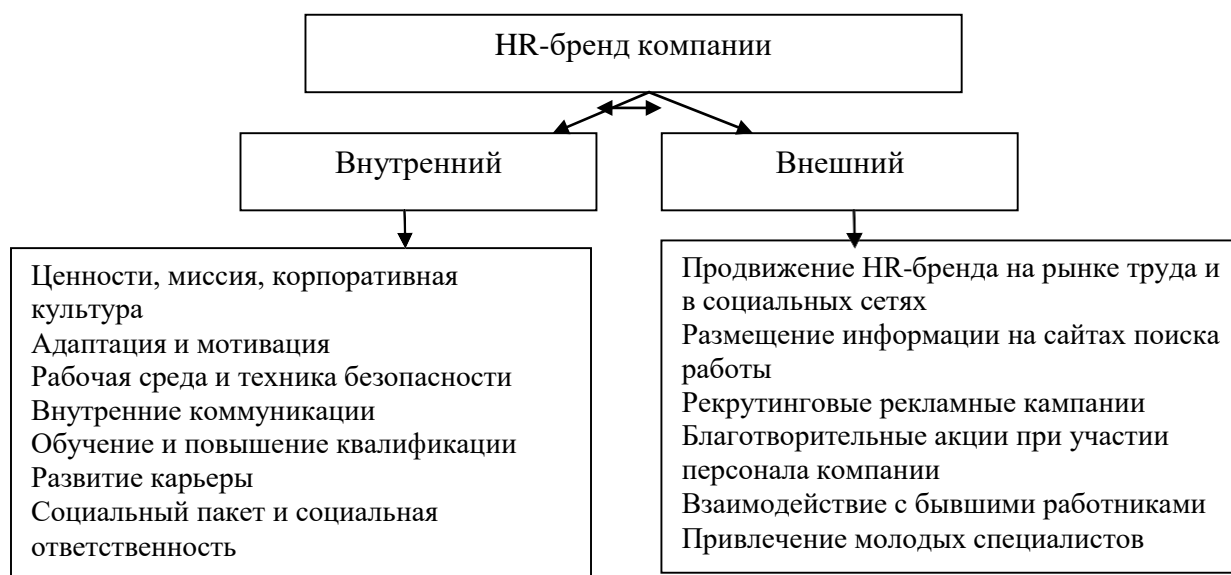 HR-бренд компании
Внутренний
Внешний
Ценности, миссия, корпоративная
культура
Адаптация и мотивация
Рабочая среда и техника безопасности
Внутренние коммуникации
Обучение и повышение квалификации
Развитие карьеры
Социальный пакет и социальная
ответственность
Продвижение HR-бренда на рынке труда и
в социальных сетях
Размещение информации на сайтах поиска
работы
Рекрутинговые рекламные кампании
Благотворительные акции при участии
персонала компании
Взаимодействие с бывшими работниками
Привлечение молодых специалистов